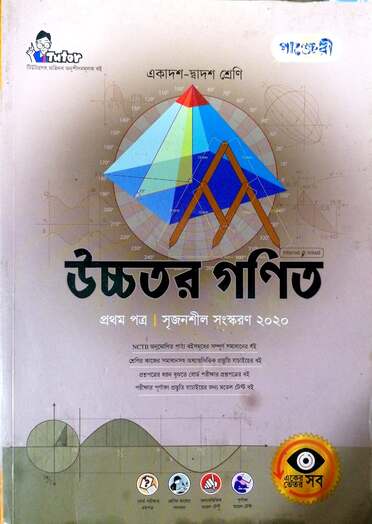 Tutor
পাঞ্জেরী
একাদশ-দ্বাদশ শ্রেণি
উচ্চতর গণিত
প্রথম পত্র | সৃজনশীল সংস্করণ ২০২০
NCTB অনুমোদিত পাঠ্য বইসমূহের সম্পূর্ণ সমাধানের বই
শ্রেণির কাজের সমাধানসহ অধ্যায়ভিত্তিক প্রস্তুতি যাচাইয়ের বই
প্রশ্নপত্রের ধরন বুঝতে বোর্ড পরীক্ষার প্রশ্নপত্রের বই
পরীক্ষার পূর্ণাঙ্গ প্রস্তুতি যাচাইয়ের জন্য মডেল টেস্ট বই
একের ভেতর সব